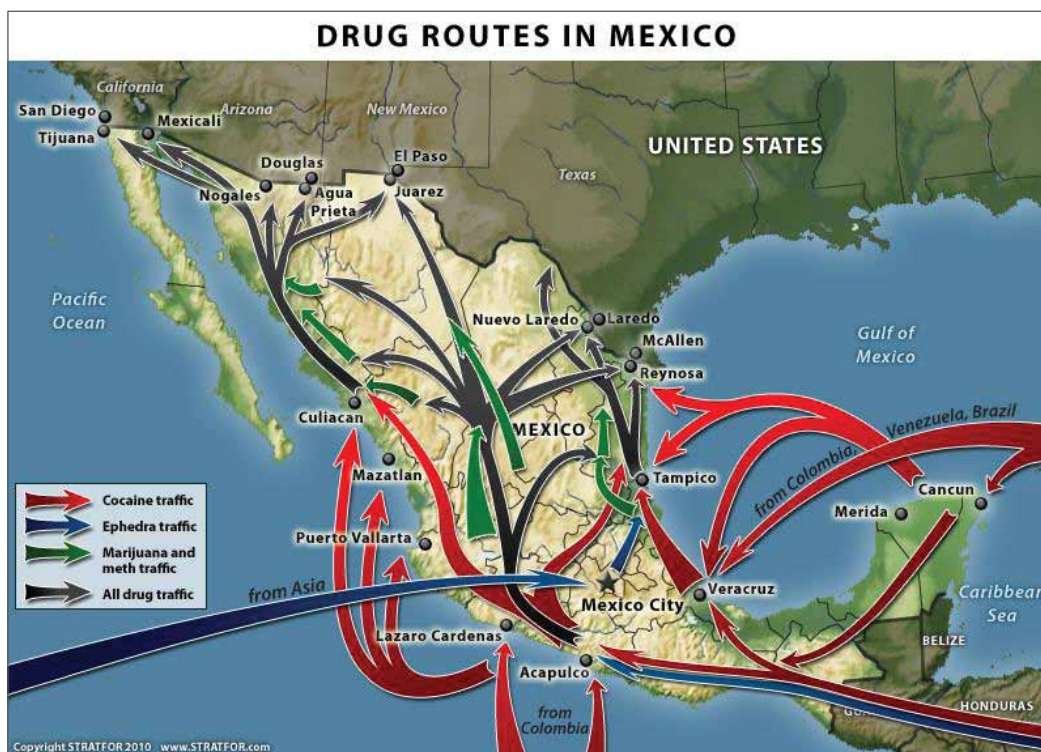 DRUG ROUTES IN MEXICO
California
Arizona
New Mexico
San Diego
Tijuana
Mexicali
UNITED STATES
Douglas
El Paso
Texas
Nogales
Agua
Prieta
Juarez
Pacific
Ocean
Nuevo Laredo
Laredo
Gulf of
Mexico
McAllen
Reynosa
Culiacan
MEXICO
from Colombia, Venezuela, Brazil
Mazatlan
Tampico
Cancun
Merida
Cocaine traffic
Ephedra traffic
Marijuana and
meth traffic
All drug traffic
Puerto Vallarta
from Asia
Mexico City
Veracruz
Caribbean
Sea
Lazaro Cardenas
BELIZE
Acapulco
from
Colombia
HONDURAS
Copyright STRATFOR 2010 www.STRATFOR.com